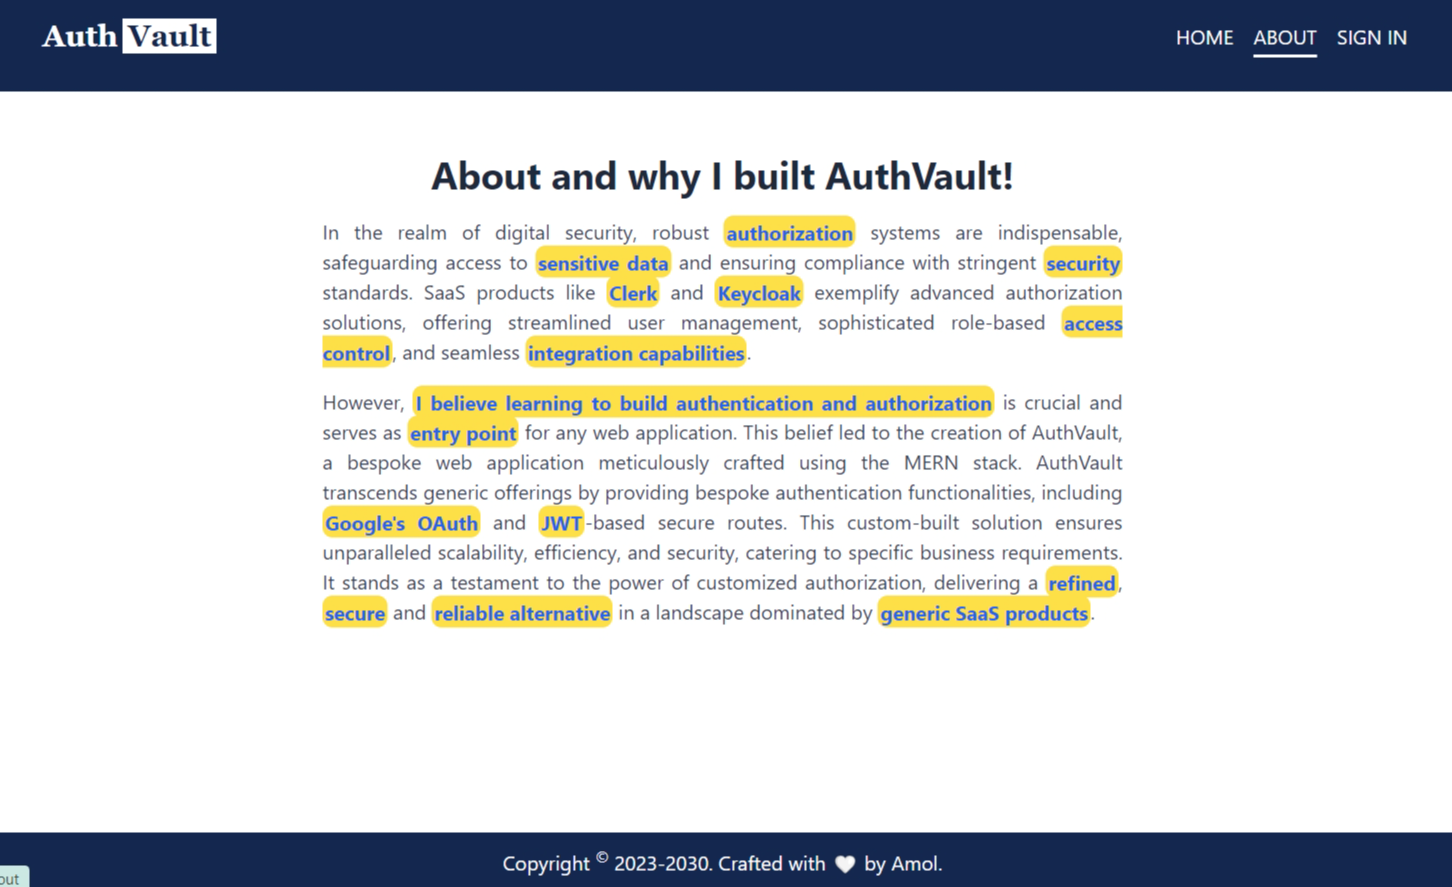 Auth Vault
HOME ABOUT SIGN IN
About and why I built AuthVault!
In the realm of digital security, robust authorization systems are indispensable,
safeguarding access to sensitive data and ensuring compliance with stringent security
standards. SaaS products like Clerk and Keycloak exemplify advanced authorization
solutions, offering streamlined user management, sophisticated role-based access
control, and seamless integration capabilities.
However, I believe learning to build authentication and authorization is crucial and
serves as entry point for any web application. This belief led to the creation of AuthVault,
a bespoke web application meticulously crafted using the MERN stack. AuthVault
transcends generic offerings by providing bespoke authentication functionalities, including
Google's OAuth and JWT-based secure routes. This custom-built solution ensures
unparalleled scalability, efficiency, and security, catering to specific business requirements.
It stands as a testament to the power of customized authorization, delivering a refined,
secure and reliable alternative in a landscape dominated by generic SaaS products.
Copyright © 2023-2030. Crafted with 🤍 by Amol.